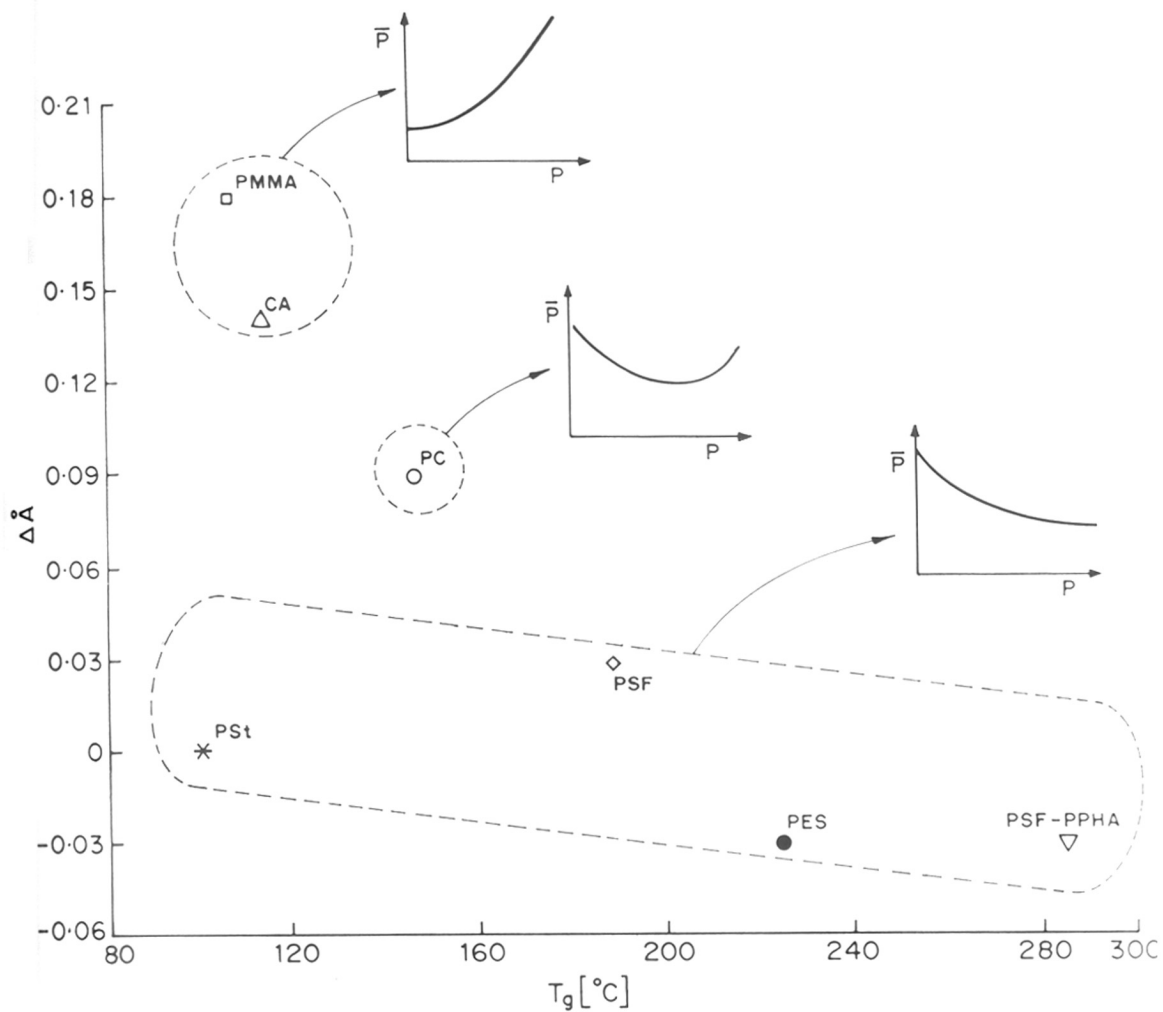 P̅
P
0·21
PMMA
0·18
0·15
CA
P̅
P
0·12
PC
0·09
P̅
P
ΔÅ
0·06
0·03
PSF
PSt
0
PES
PSF-PPHA
-0·03
-0·06
80 120 160 200 240 280 300
Tg [°C]